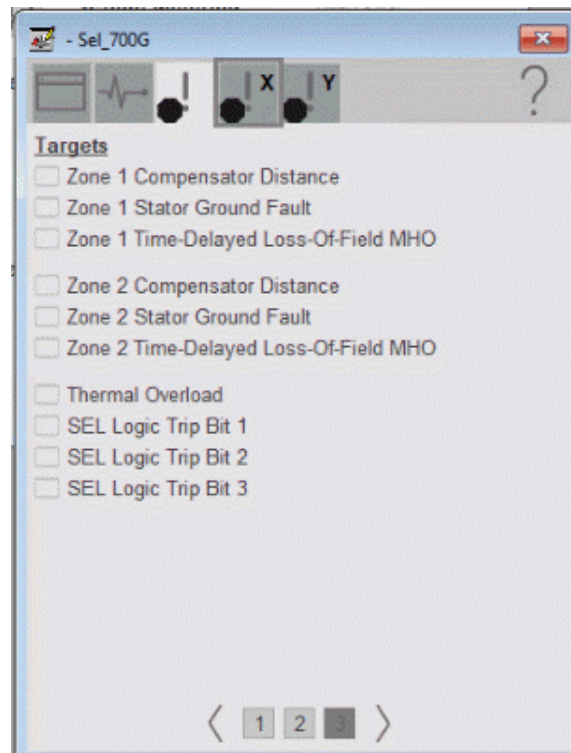 - Sel_700G
X Y ?
Targets
Zone 1 Compensator Distance
Zone 1 Stator Ground Fault
Zone 1 Time-Delayed Loss-Of-Field MHO
Zone 2 Compensator Distance
Zone 2 Stator Ground Fault
Zone 2 Time-Delayed Loss-Of-Field MHO
Thermal Overload
SEL Logic Trip Bit 1
SEL Logic Trip Bit 2
SEL Logic Trip Bit 3
1 2 3